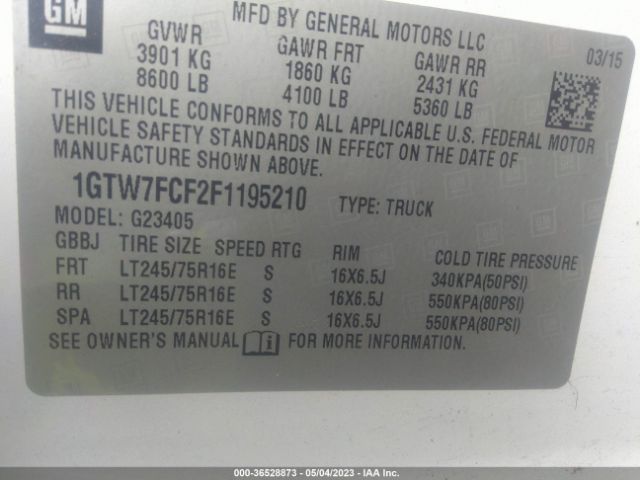 GM
MFD BY GENERAL MOTORS LLC
03/15
GVWR GAWR FRT GAWR RR
3901 KG 1860 KG 2431 KG
8600 LB 4100 LB 5360 LB
THIS VEHICLE CONFORMS TO ALL APPLICABLE U.S. FEDERAL MOTOR
VEHICLE SAFETY STANDARDS IN EFFECT ON THE DATE OF
MANUFACTURE SHOWN ABOVE.
1GTW7FCF2F1195210 TYPE: TRUCK
MODEL: G23405
GBBJ TIRE SIZE SPEED RTG RIM COLD TIRE PRESSURE
FRT LT245/75R16E S 16X6.5J 340KPA(50PSI)
RR LT245/75R16E S 16X6.5J 550KPA(80PSI)
SPA LT245/75R16E S 16X6.5J 550KPA(80PSI)
SEE OWNER'S MANUAL FOR MORE INFORMATION.
000-36528873 - 05/04/2023 - IAA Inc.